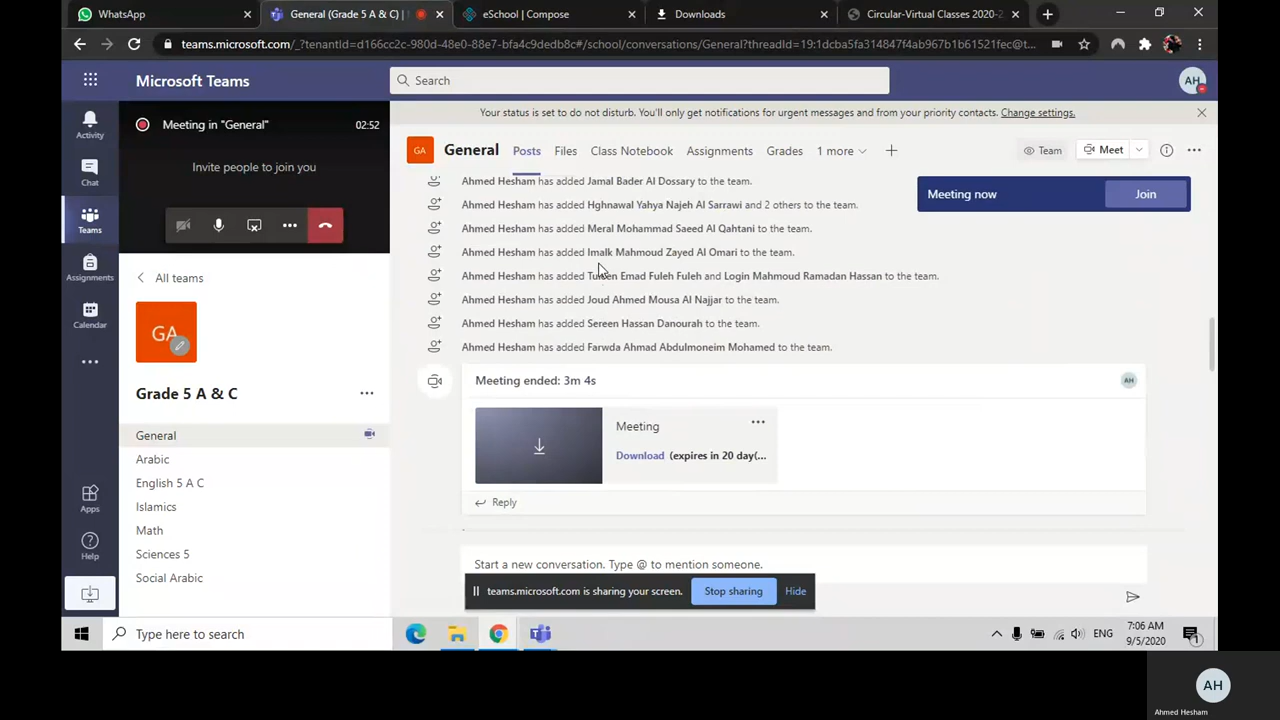 WhatsApp
General (Grade 5 A & C) |
eSchool | Compose
Downloads
Circular-Virtual Classes 2020-2
teams.microsoft.com/_?tenantId=d166cc2c-980d-48e0-88e7-bfa4c9dedb8c#/school/conversations/General?threadId=19:1dcba5fa314847f4ab967b1b61521fec@t...
Microsoft Teams
Search
AH
Activity
Chat
Teams
Assignments
Calendar
Apps
Help
Meeting in "General"
02:52
Invite people to join you
All teams
GA
Grade 5 A & C
General
Arabic
English 5 A C
Islamics
Math
Sciences 5
Social Arabic
Your status is set to do not disturb. You'll only get notifications for urgent messages and from your priority contacts. Change settings.
GA General Posts Files Class Notebook Assignments Grades 1 more
Team
Meet
Meeting now
Join
Ahmed Hesham has added Jamal Bader Al Dossary to the team.
Ahmed Hesham has added Hghnawal Yahya Najeh Al Sarrawi and 2 others to the team.
Ahmed Hesham has added Meral Mohammad Saeed Al Qahtani to the team.
Ahmed Hesham has added Imalk Mahmoud Zayed Al Omari to the team.
Ahmed Hesham has added Emad Fuleh Fuleh and Login Mahmoud Ramadan Hassan to the team.
Ahmed Hesham has added Joud Ahmed Mousa Al Najjar to the team.
Ahmed Hesham has added Sereen Hassan Danourah to the team.
Ahmed Hesham has added Farwda Ahmad Abdulmoneim Mohamed to the team.
Meeting ended: 3m 4s
AH
Meeting
Download (expires in 20 day(...
Reply
Start a new conversation. Type @ to mention someone.
teams.microsoft.com is sharing your screen.
Stop sharing
Hide
Type here to search
ENG
7:06 AM
9/5/2020
1
AH
Ahmed Hesham